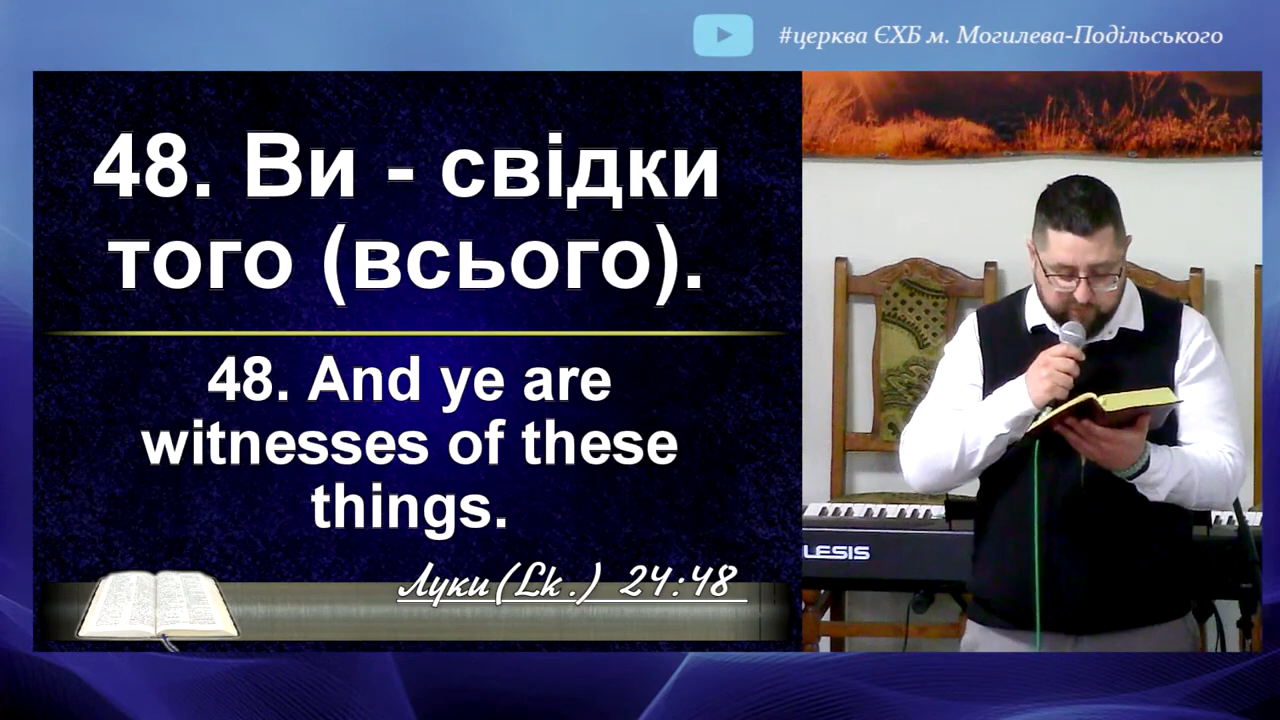 #церква ЄХБ м. Могилева-Подільського
48. Ви - свідки
того (всього).
48. And ye are
witnesses of these
things.
Луки(Lk.) 24:48
LESIS